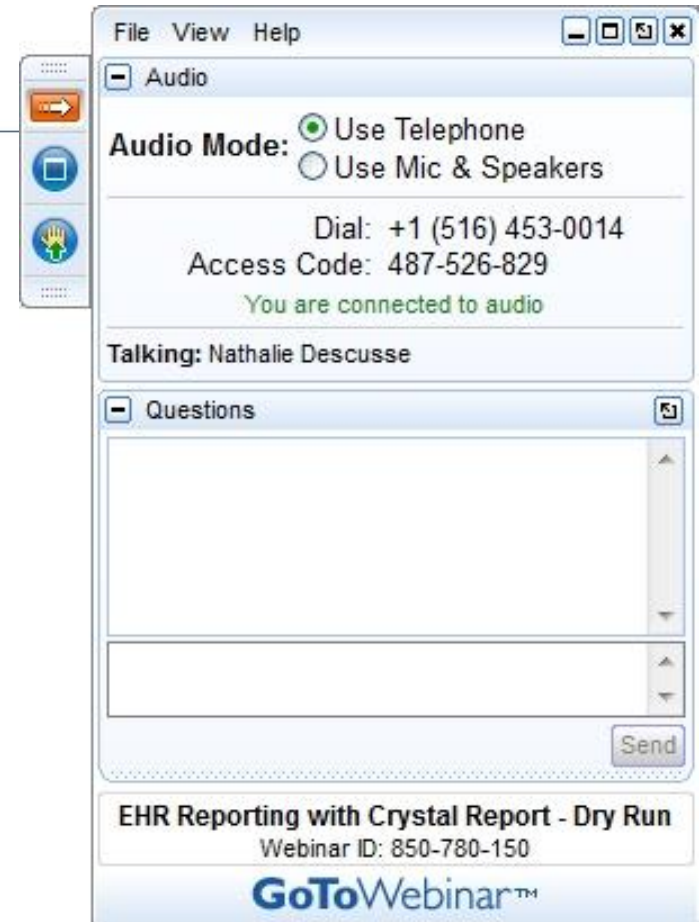 File View Help
Audio
Audio Mode: Use Telephone
Use Mic & Speakers
Dial: +1 (516) 453-0014
Access Code: 487-526-829
You are connected to audio
Talking: Nathalie Descusse
Questions
Send
EHR Reporting with Crystal Report - Dry Run
Webinar ID: 850-780-150
GoToWebinar™